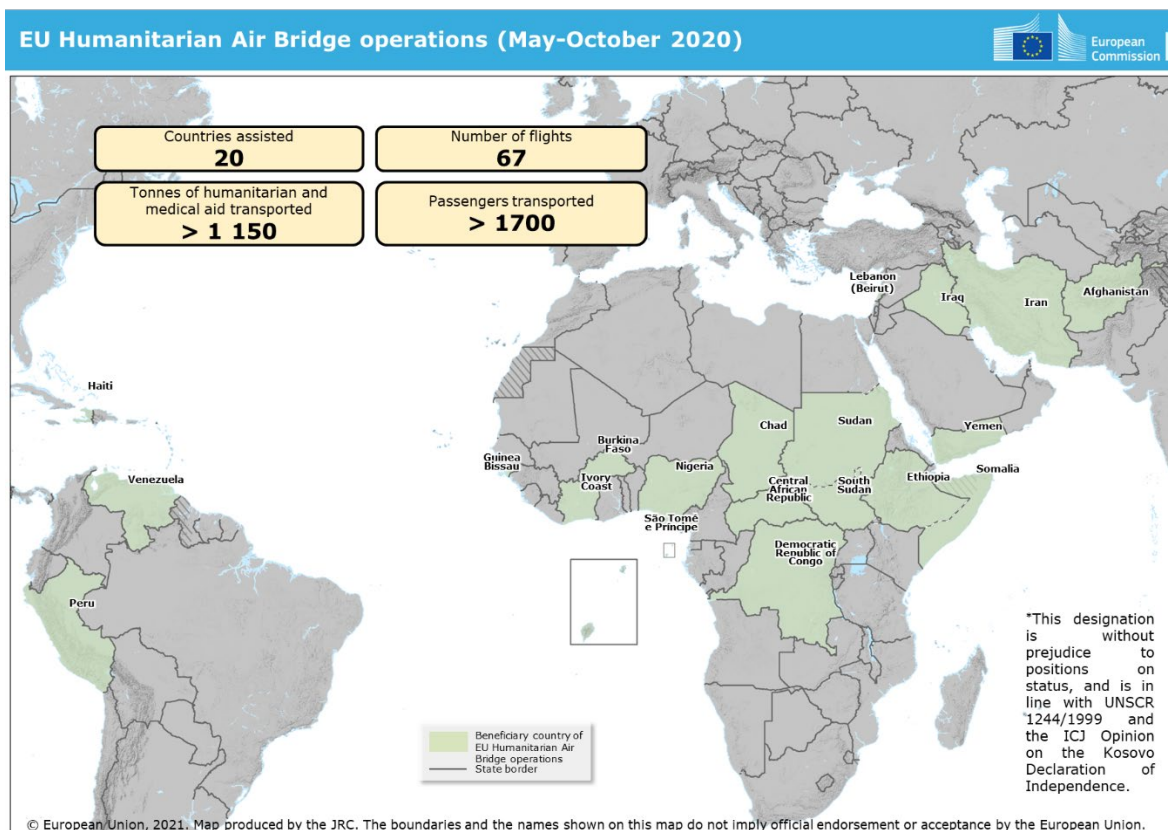 EU Humanitarian Air Bridge operations (May-October 2020)
European
Commission
Countries assisted
20
Number of flights
67
Tonnes of humanitarian and
medical aid transported
> 1 150
Passengers transported
> 1700
Lebanon
(Beirut)
Iraq
Iran
Afghanistan
Haiti
Chad
Sudan
Yemen
Burkina
Faso
Guinea
Bissau
Nigeria
Ivory
Coast
Central
African
Republic
South
Sudan
Ethiopia
Somalia
Venezuela
São Tomé
e Príncipe
Democratic
Republic of
Congo
Peru
*This designation
is without
prejudice to
positions on
status, and is in
line with UNSCR
1244/1999 and
the ICJ Opinion
on the Kosovo
Declaration of
Independence.
Beneficiary country of
EU Humanitarian Air
Bridge operations
State border
© European Union, 2021. Map produced by the JRC. The boundaries and the names shown on this map do not imply official endorsement or acceptance by the European Union.